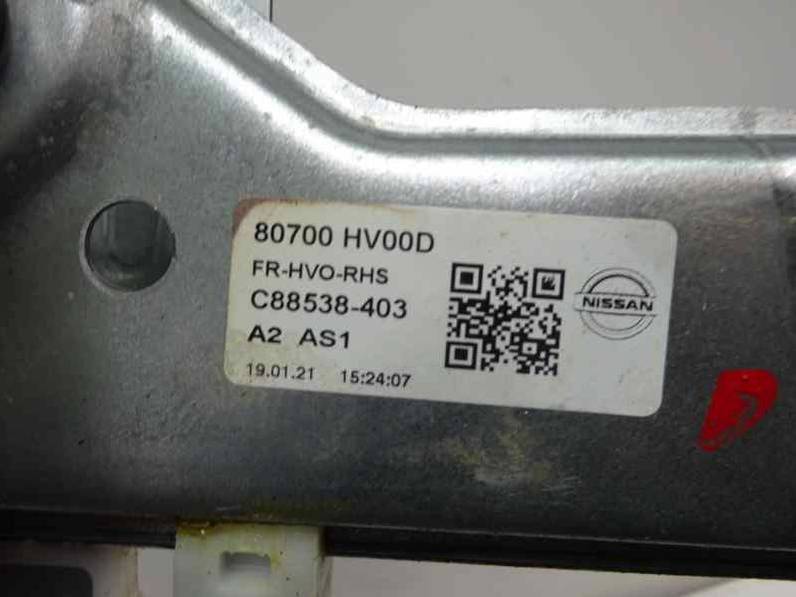 80700 HV00D
FR-HVO-RHS
C88538-403
A2 AS1
19.01.21 15:24:07
NISSAN